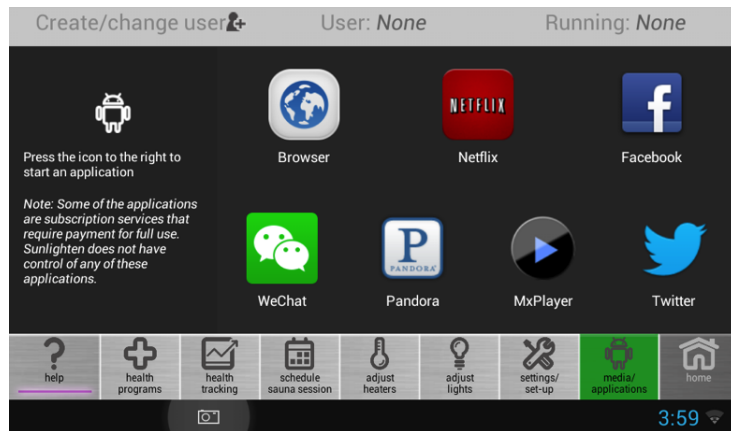 Create/change user
User: None
Running: None
NETFLIX
f
Browser
Netflix
Facebook
Press the icon to the right to
start an application
Note: Some of the applications
are subscription services that
require payment for full use.
Sunlighten does not have
control of any of these
applications.
P
PANDORA
WeChat
Pandora
MxPlayer
Twitter
?
help
health
programs
health
tracking
schedule
sauna session
adjust
heaters
adjust
lights
settings/
set-up
media/
applications
home
3:59